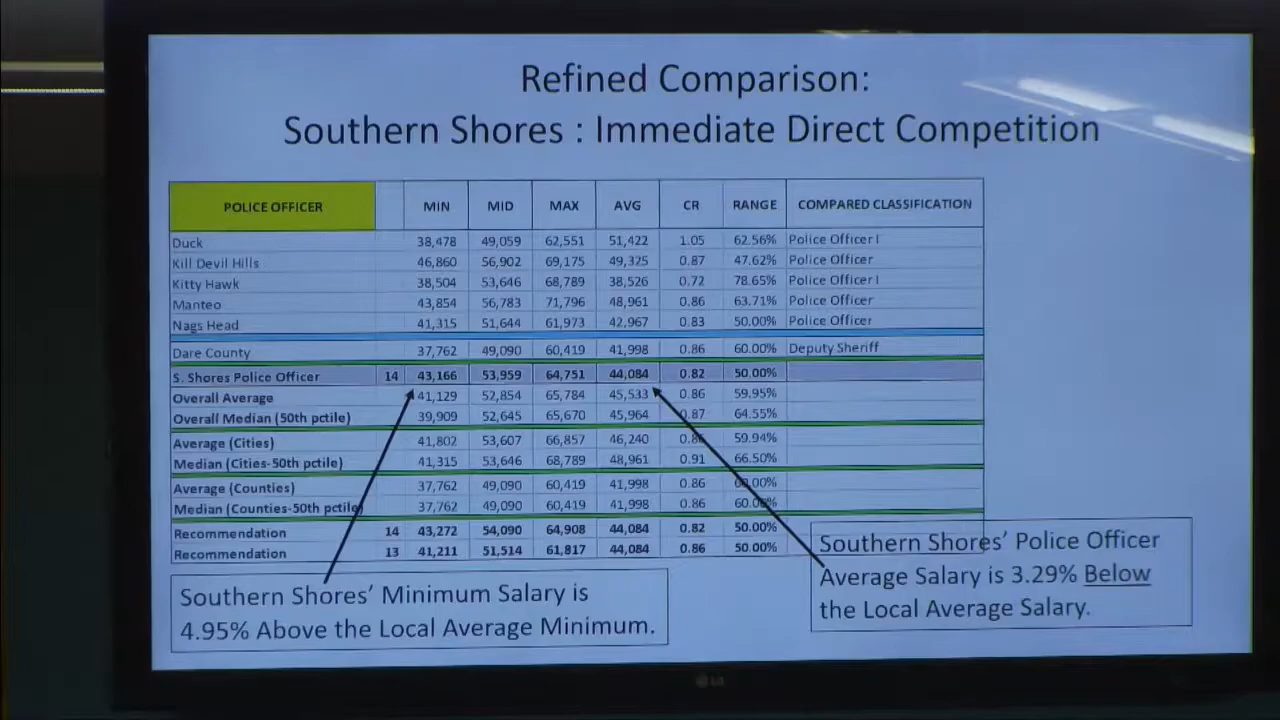 Refined Comparison:
Southern Shores : Immediate Direct Competition
POLICE OFFICER MIN MID MAX AVG CR RANGE COMPARED CLASSIFICATION
Duck 38,478 49,059 62,551 51,422 1.05 62.56% Police Officer I
Kill Devil Hills 46,860 56,902 69,175 49,325 0.87 47.62% Police Officer
Kitty Hawk 38,504 53,646 68,789 38,526 0.72 78.65% Police Officer I
Manteo 43,854 56,783 71,796 48,961 0.86 63.71% Police Officer
Nags Head 41,315 51,644 61,973 42,967 0.83 50.00% Police Officer
Dare County 37,762 49,090 60,419 41,998 0.86 60.00% Deputy Sheriff
S. Shores Police Officer 14 43,166 53,959 64,751 44,084 0.82 50.00%
Overall Average 41,129 52,854 65,784 45,533 0.86 59.95%
Overall Median (50th pctile) 39,909 52,645 65,670 45,964 0.87 64.55%
Average (Cities) 41,802 53,607 66,857 46,240 0.86 59.94%
Median (Cities-50th pctile) 41,315 53,646 68,789 48,961 0.91 66.50%
Average (Counties) 37,762 49,090 60,419 41,998 0.86 60.00%
Median (Counties-50th pctile) 37,762 49,090 60,419 41,998 0.86 60.00%
Recommendation 14 43,272 54,090 64,908 44,084 0.82 50.00%
Recommendation 13 41,211 51,514 61,817 44,084 0.86 50.00%
Southern Shores' Minimum Salary is
4.95% Above the Local Average Minimum.
Southern Shores' Police Officer
Average Salary is 3.29% Below
the Local Average Salary.
LG